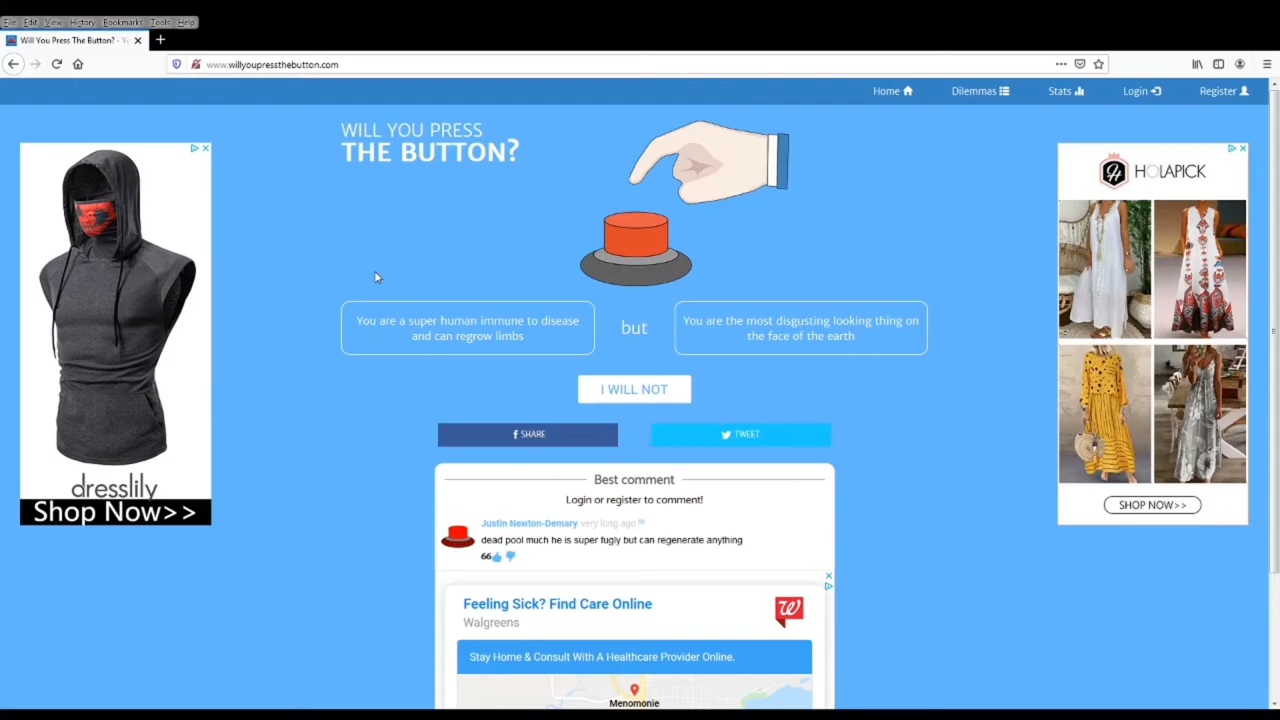 File Edit View History Bookmarks Tools Help
Will You Press The Button? - Yo
www.willyoupressthebutton.com
Home Dilemmas Stats Login Register
WILL YOU PRESS
THE BUTTON?
You are a super human immune to disease
and can regrow limbs
but
You are the most disgusting looking thing on
the face of the earth
I WILL NOT
SHARE
TWEET
Best comment
Login or register to comment!
Justin Newton-Demary very long ago
dead pool much he is super fugly but can regenerate anything
66
Feeling Sick? Find Care Online
Walgreens
Stay Home & Consult With A Healthcare Provider Online.
Menomonie
dresslily
Shop Now>>
HOLAPICK
SHOP NOW>>